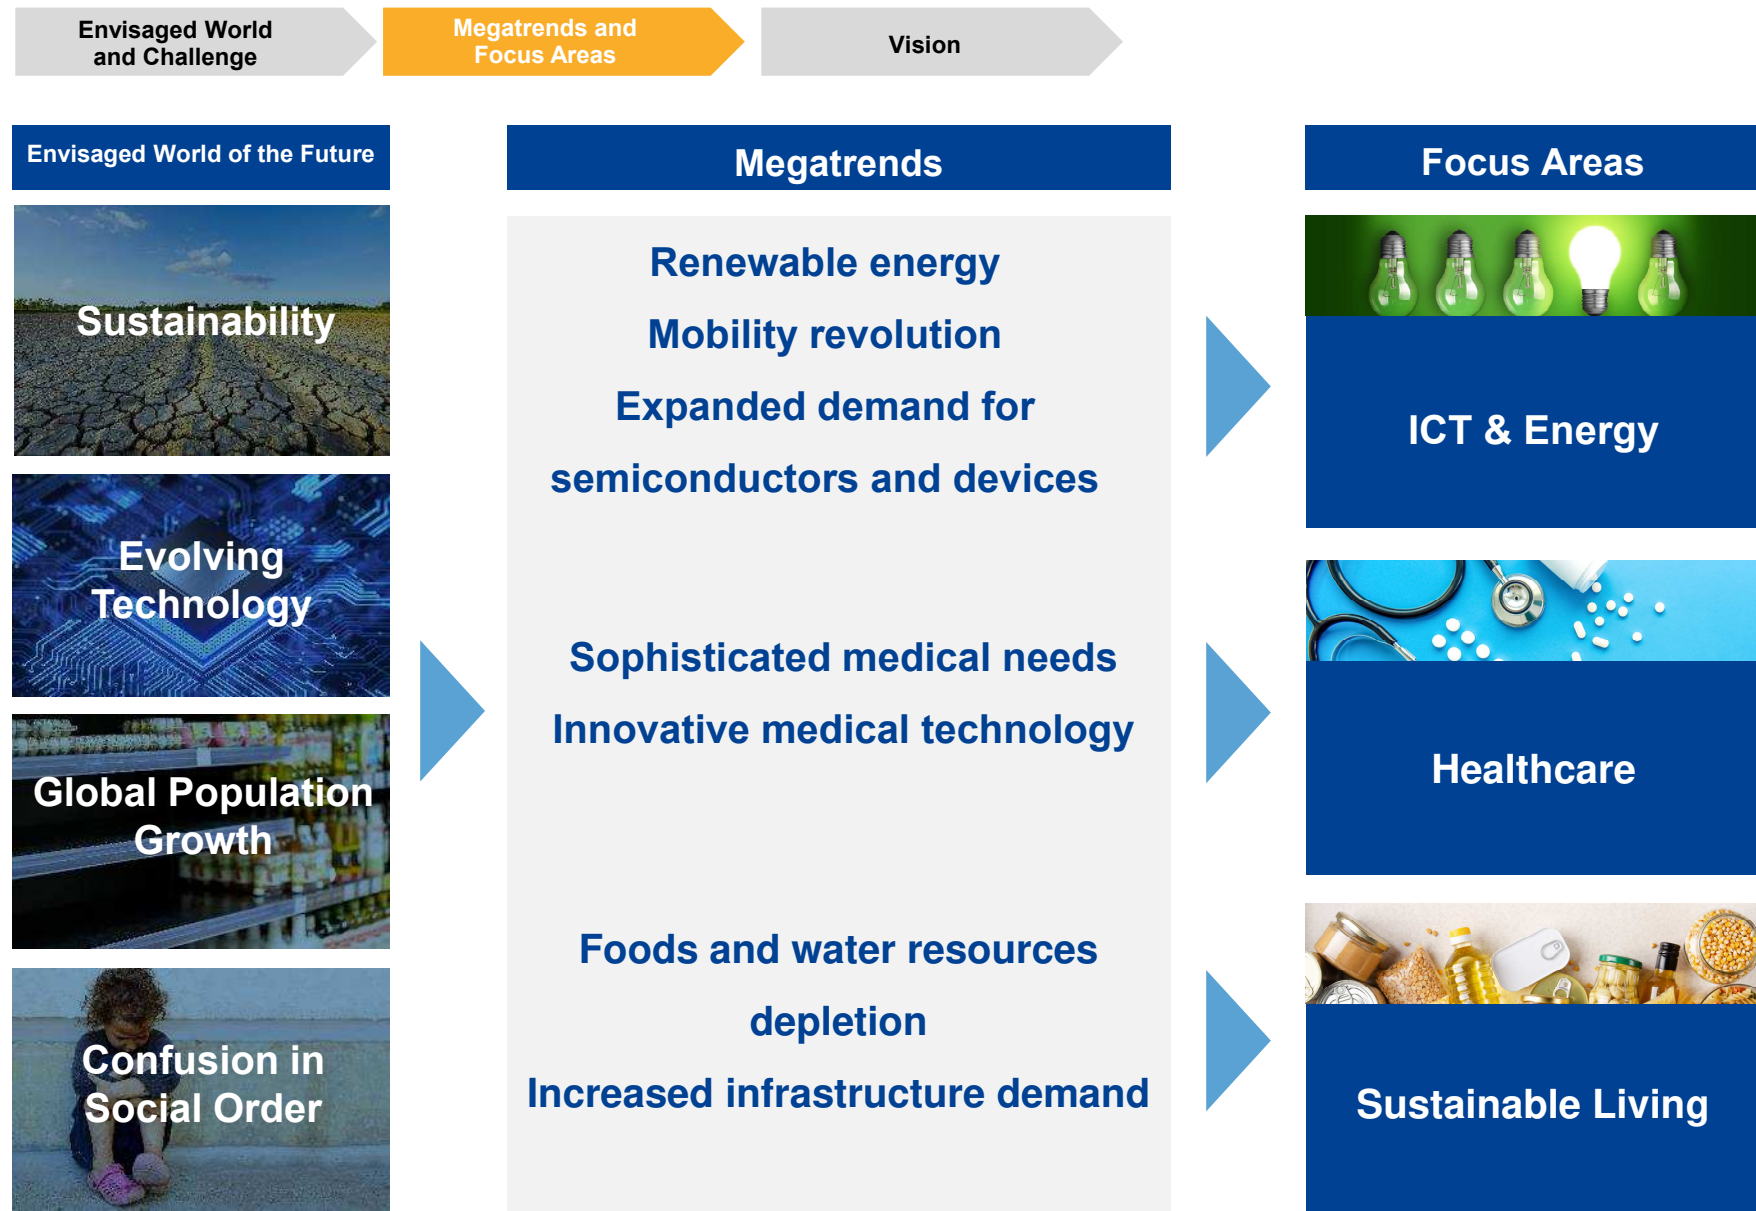 Envisaged World
and Challenge
Megatrends and
Focus Areas
Vision
Envisaged World of the Future
Sustainability
Evolving
Technology
Global Population
Growth
Confusion in
Social Order
Megatrends
Renewable energy
Mobility revolution
Expanded demand for
semiconductors and devices
Sophisticated medical needs
Innovative medical technology
Foods and water resources
depletion
Increased infrastructure demand
Focus Areas
ICT & Energy
Healthcare
Sustainable Living